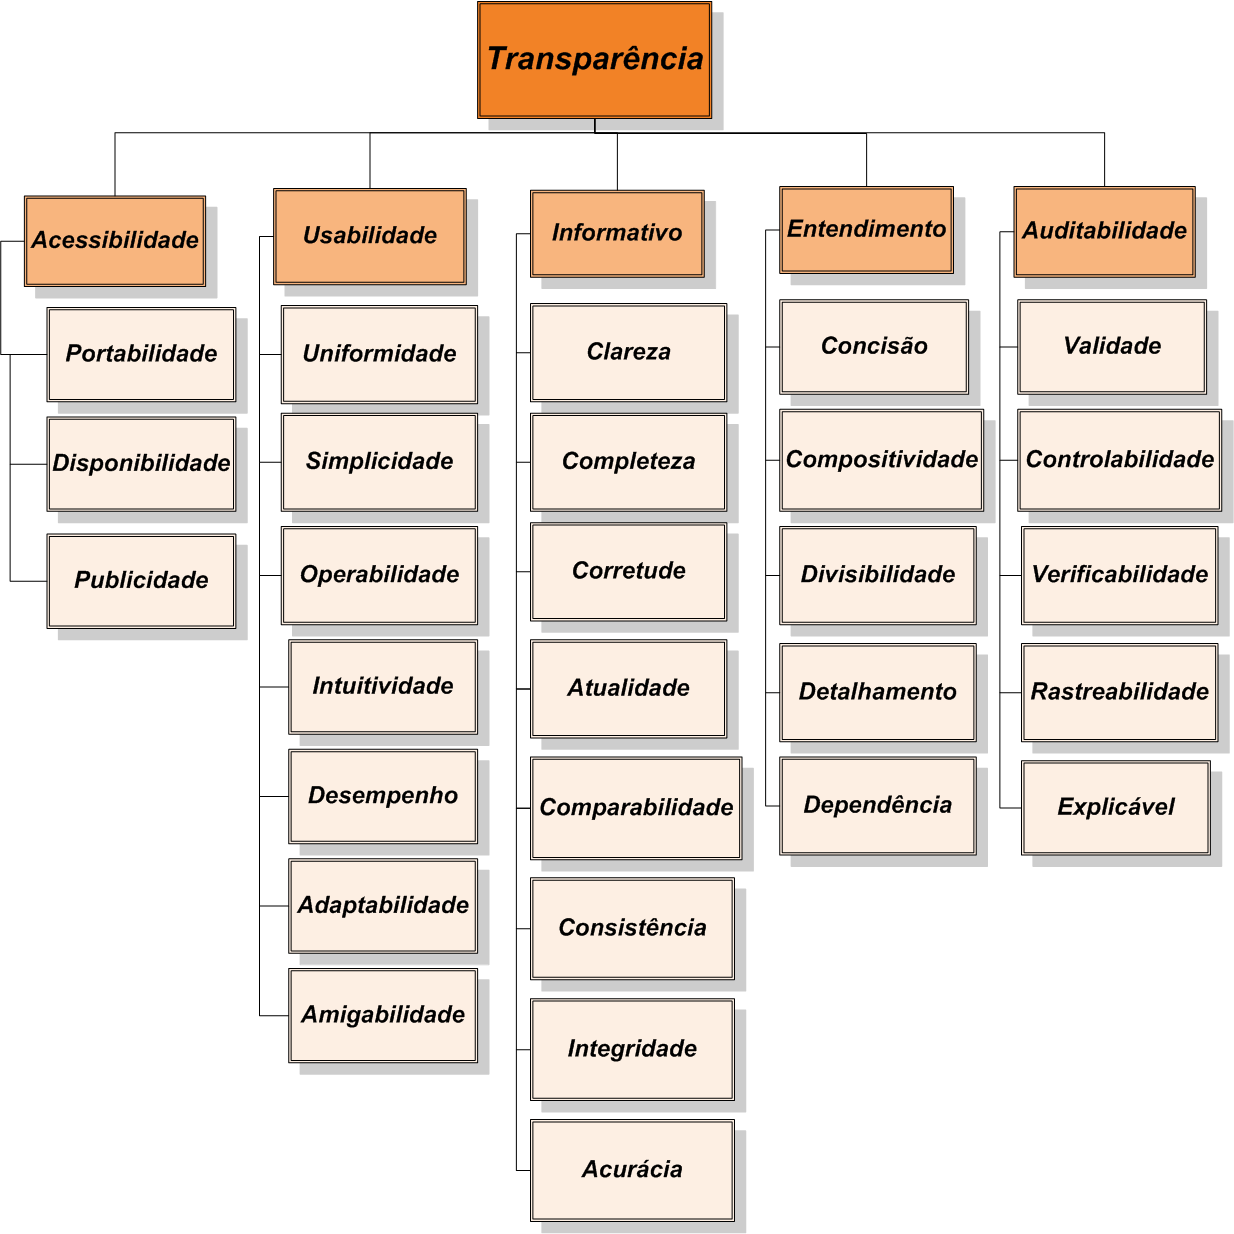 Transparência
Acessibilidade
Portabilidade
Disponibilidade
Publicidade
Usabilidade
Uniformidade
Simplicidade
Operabilidade
Intuitividade
Desempenho
Adaptabilidade
Amigabilidade
Informativo
Clareza
Completeza
Corretude
Atualidade
Comparabilidade
Consistência
Integridade
Acurácia
Entendimento
Concisão
Compositividade
Divisibilidade
Detalhamento
Dependência
Auditabilidade
Validade
Controlabilidade
Verificabilidade
Rastreabilidade
Explicável